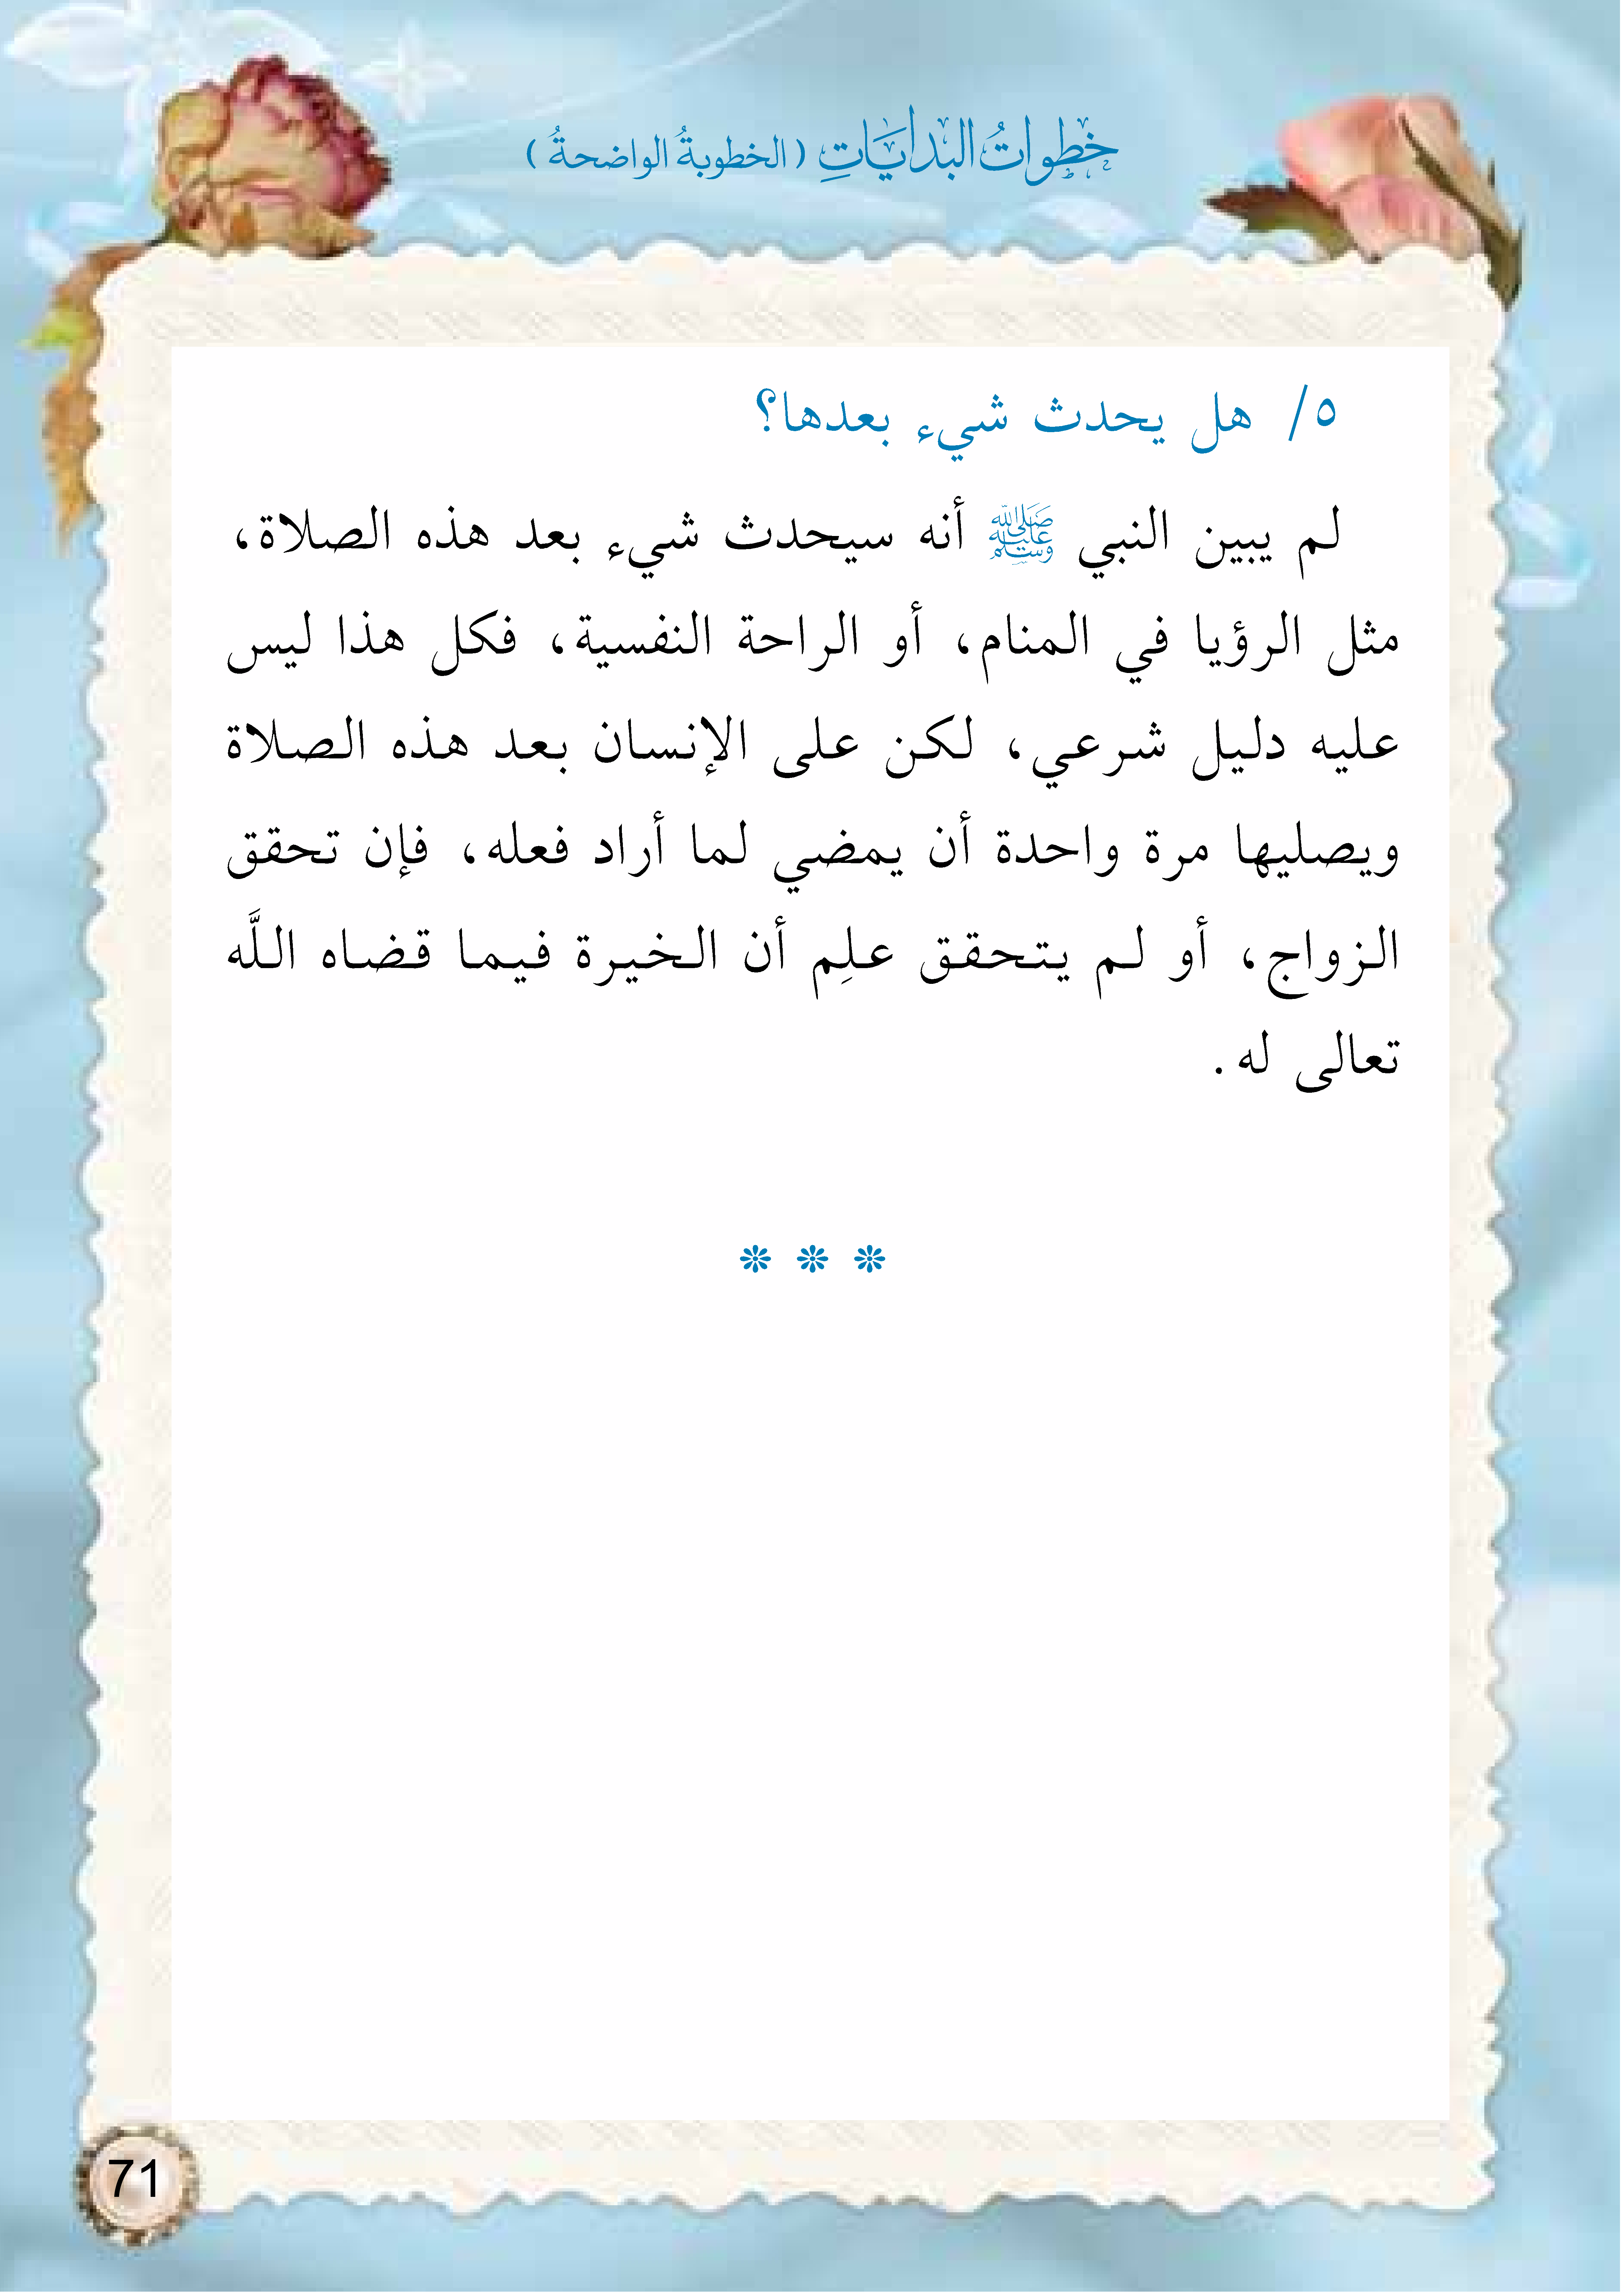 خطواتُ البدايَاتِ ( الخطوبةُ الواضحةُ )
٥/ هل يحدث شيء بعدها؟
لم يبين النبي ﷺ أنه سيحدث شيء بعد هذه الصلاة،
مثل الرؤيا في المنام، أو الراحة النفسية، فكل هذا ليس
عليه دليل شرعي، لكن على الإنسان بعد هذه الصلاة
ويصليها مرة واحدة أن يمضي لما أراد فعله، فإن تحقق
الزواج، أو لم يتحقق علِم أن الخيرة فيما قضاه اللَّه
تعالى له.
71